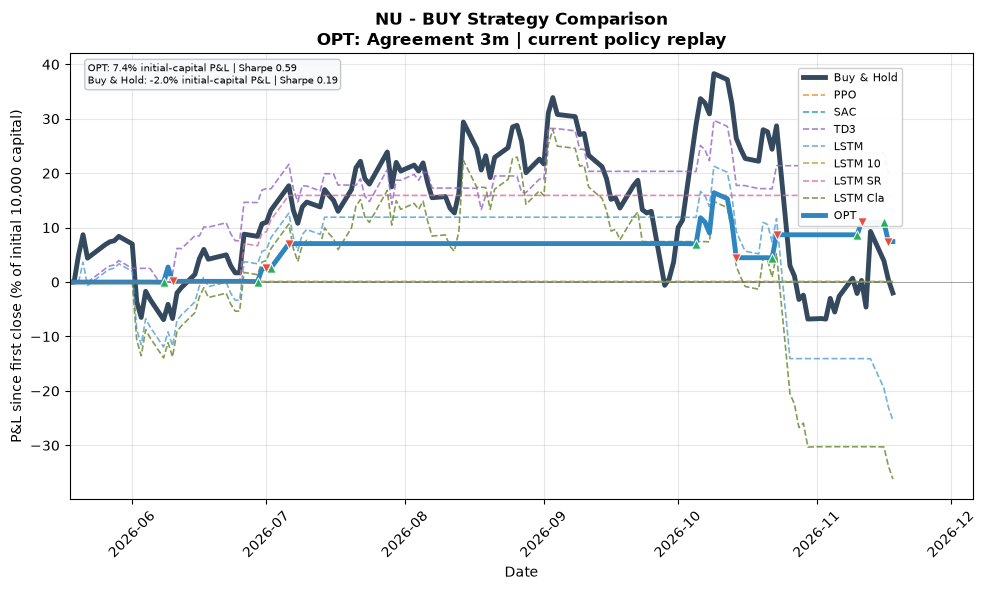 NU - BUY Strategy Comparison
OPT: Agreement 3m | current policy replay
OPT: 7.4% initial-capital P&L | Sharpe 0.59
Buy & Hold: -2.0% initial-capital P&L | Sharpe 0.19
Buy & Hold
PPO
SAC
TD3
LSTM
LSTM 10
LSTM SR
LSTM Cla
OPT
P&L since first close (% of initial 10,000 capital)
40
30
20
10
0
−10
−20
−30
2026-06
2026-07
2026-08
2026-09
2026-10
2026-11
2026-12
Date